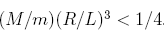 (M/m)(R/L)³ < 1/4.